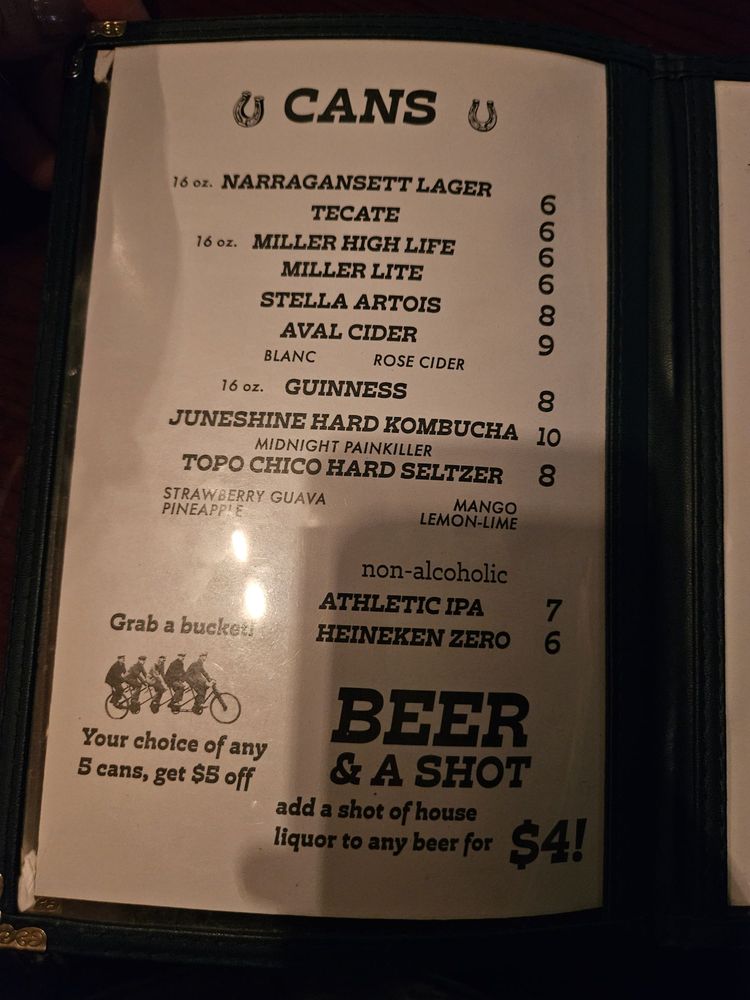 CANS
16 oz. NARRAGANSETT LAGER 6
TECATE 6
16 oz. MILLER HIGH LIFE 6
MILLER LITE 6
STELLA ARTOIS 8
AVAL CIDER 9
BLANC ROSE CIDER
16 oz. GUINNESS 8
JUNESHINE HARD KOMBUCHA 10
MIDNIGHT PAINKILLER
TOPO CHICO HARD SELTZER 8
STRAWBERRY GUAVA MANGO
PINEAPPLE LEMON-LIME
non-alcoholic
ATHLETIC IPA 7
HEINEKEN ZERO 6
Grab a bucket!
Your choice of any
5 cans, get $5 off
BEER
& A SHOT
add a shot of house
liquor to any beer for $4!